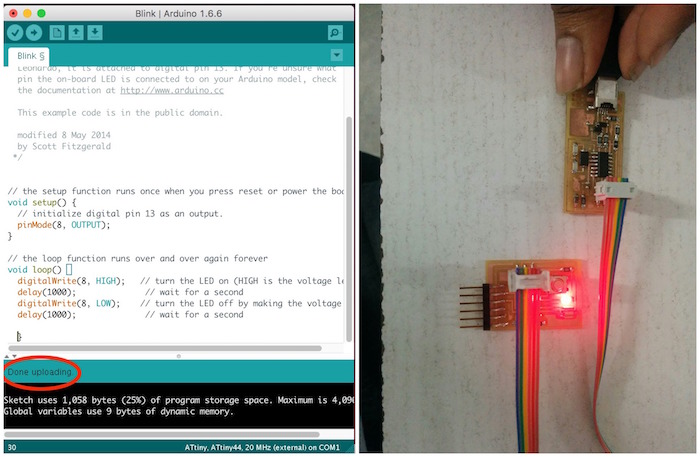 Blink | Arduino 1.6.6
Blink §
Leonardo, it is attached to digital pin 13. If you're unsure what
pin the on-board LED is connected to on your Arduino model, check
the documentation at http://www.arduino.cc
This example code is in the public domain.
modified 8 May 2014
by Scott Fitzgerald
*/
// the setup function runs once when you press reset or power the boa
void setup() {
// initialize digital pin 13 as an output.
pinMode(8, OUTPUT);
}
// the loop function runs over and over again forever
void loop() {
digitalWrite(8, HIGH);   // turn the LED on (HIGH is the voltage le
delay(1000);              // wait for a second
digitalWrite(8, LOW);    // turn the LED off by making the voltage
delay(1000);              // wait for a second
}
Done uploading.
Sketch uses 1,058 bytes (25%) of program storage space. Maximum is 4,096
Global variables use 9 bytes of dynamic memory.
30
ATtiny, ATtiny44, 20 MHz (external) on COM1